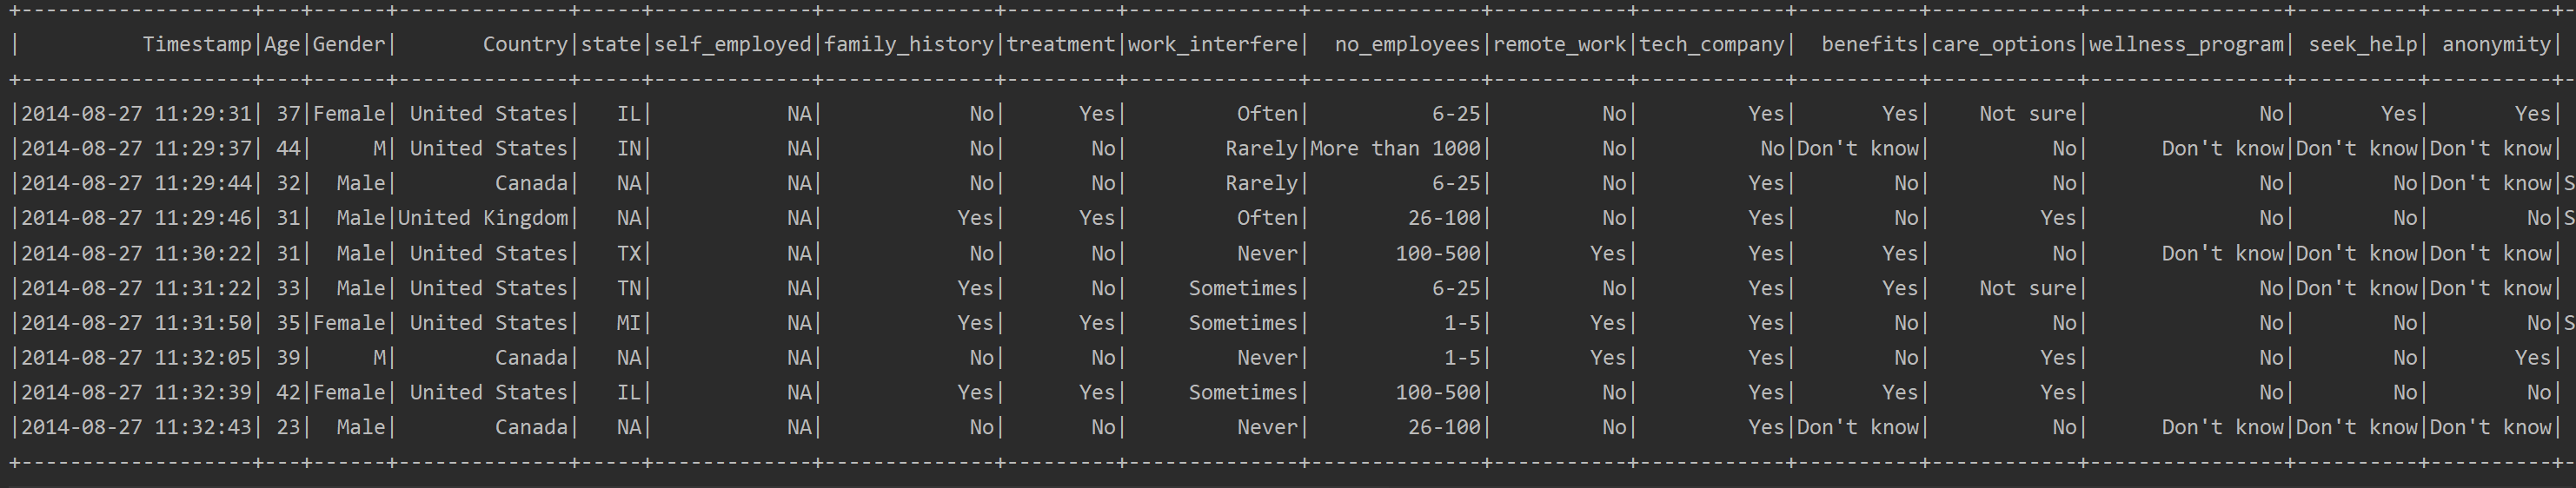 +-------------------+---+------+--------------+-----+-------------+--------------+---------+--------------+--------------+-----------+------------+----------+------------+----------------+----------+----------+-
|          Timestamp|Age|Gender|       Country|state|self_employed|family_history|treatment|work_interfere|  no_employees|remote_work|tech_company|  benefits|care_options|wellness_program| seek_help| anonymity|
+-------------------+---+------+--------------+-----+-------------+--------------+---------+--------------+--------------+-----------+------------+----------+------------+----------------+----------+----------+-
|2014-08-27 11:29:31| 37|Female| United States|   IL|           NA|            No|      Yes|         Often|          6-25|         No|         Yes|       Yes|    Not sure|              No|       Yes|       Yes|
|2014-08-27 11:29:37| 44|     M| United States|   IN|           NA|            No|       No|        Rarely|More than 1000|         No|          No|Don't know|          No|      Don't know|Don't know|Don't know|
|2014-08-27 11:29:44| 32|  Male|        Canada|   NA|           NA|            No|       No|        Rarely|          6-25|         No|         Yes|        No|          No|              No|        No|Don't know|S
|2014-08-27 11:29:46| 31|  Male|United Kingdom|   NA|           NA|           Yes|      Yes|         Often|        26-100|         No|         Yes|        No|         Yes|              No|        No|        No|S
|2014-08-27 11:30:22| 31|  Male| United States|   TX|           NA|            No|       No|         Never|       100-500|        Yes|         Yes|       Yes|          No|      Don't know|Don't know|Don't know|
|2014-08-27 11:31:22| 33|  Male| United States|   TN|           NA|           Yes|       No|     Sometimes|          6-25|         No|         Yes|       Yes|    Not sure|              No|Don't know|Don't know|
|2014-08-27 11:31:50| 35|Female| United States|   MI|           NA|           Yes|      Yes|     Sometimes|           1-5|        Yes|         Yes|        No|          No|              No|        No|        No|S
|2014-08-27 11:32:05| 39|     M|        Canada|   NA|           NA|            No|       No|         Never|           1-5|        Yes|         Yes|        No|         Yes|              No|        No|       Yes|
|2014-08-27 11:32:39| 42|Female| United States|   IL|           NA|           Yes|      Yes|     Sometimes|       100-500|         No|         Yes|       Yes|         Yes|              No|        No|        No|
|2014-08-27 11:32:43| 23|  Male|        Canada|   NA|           NA|            No|       No|         Never|        26-100|         No|         Yes|Don't know|          No|      Don't know|Don't know|Don't know|
+-------------------+---+------+--------------+-----+-------------+--------------+---------+--------------+--------------+-----------+------------+----------+------------+----------------+----------+----------+-